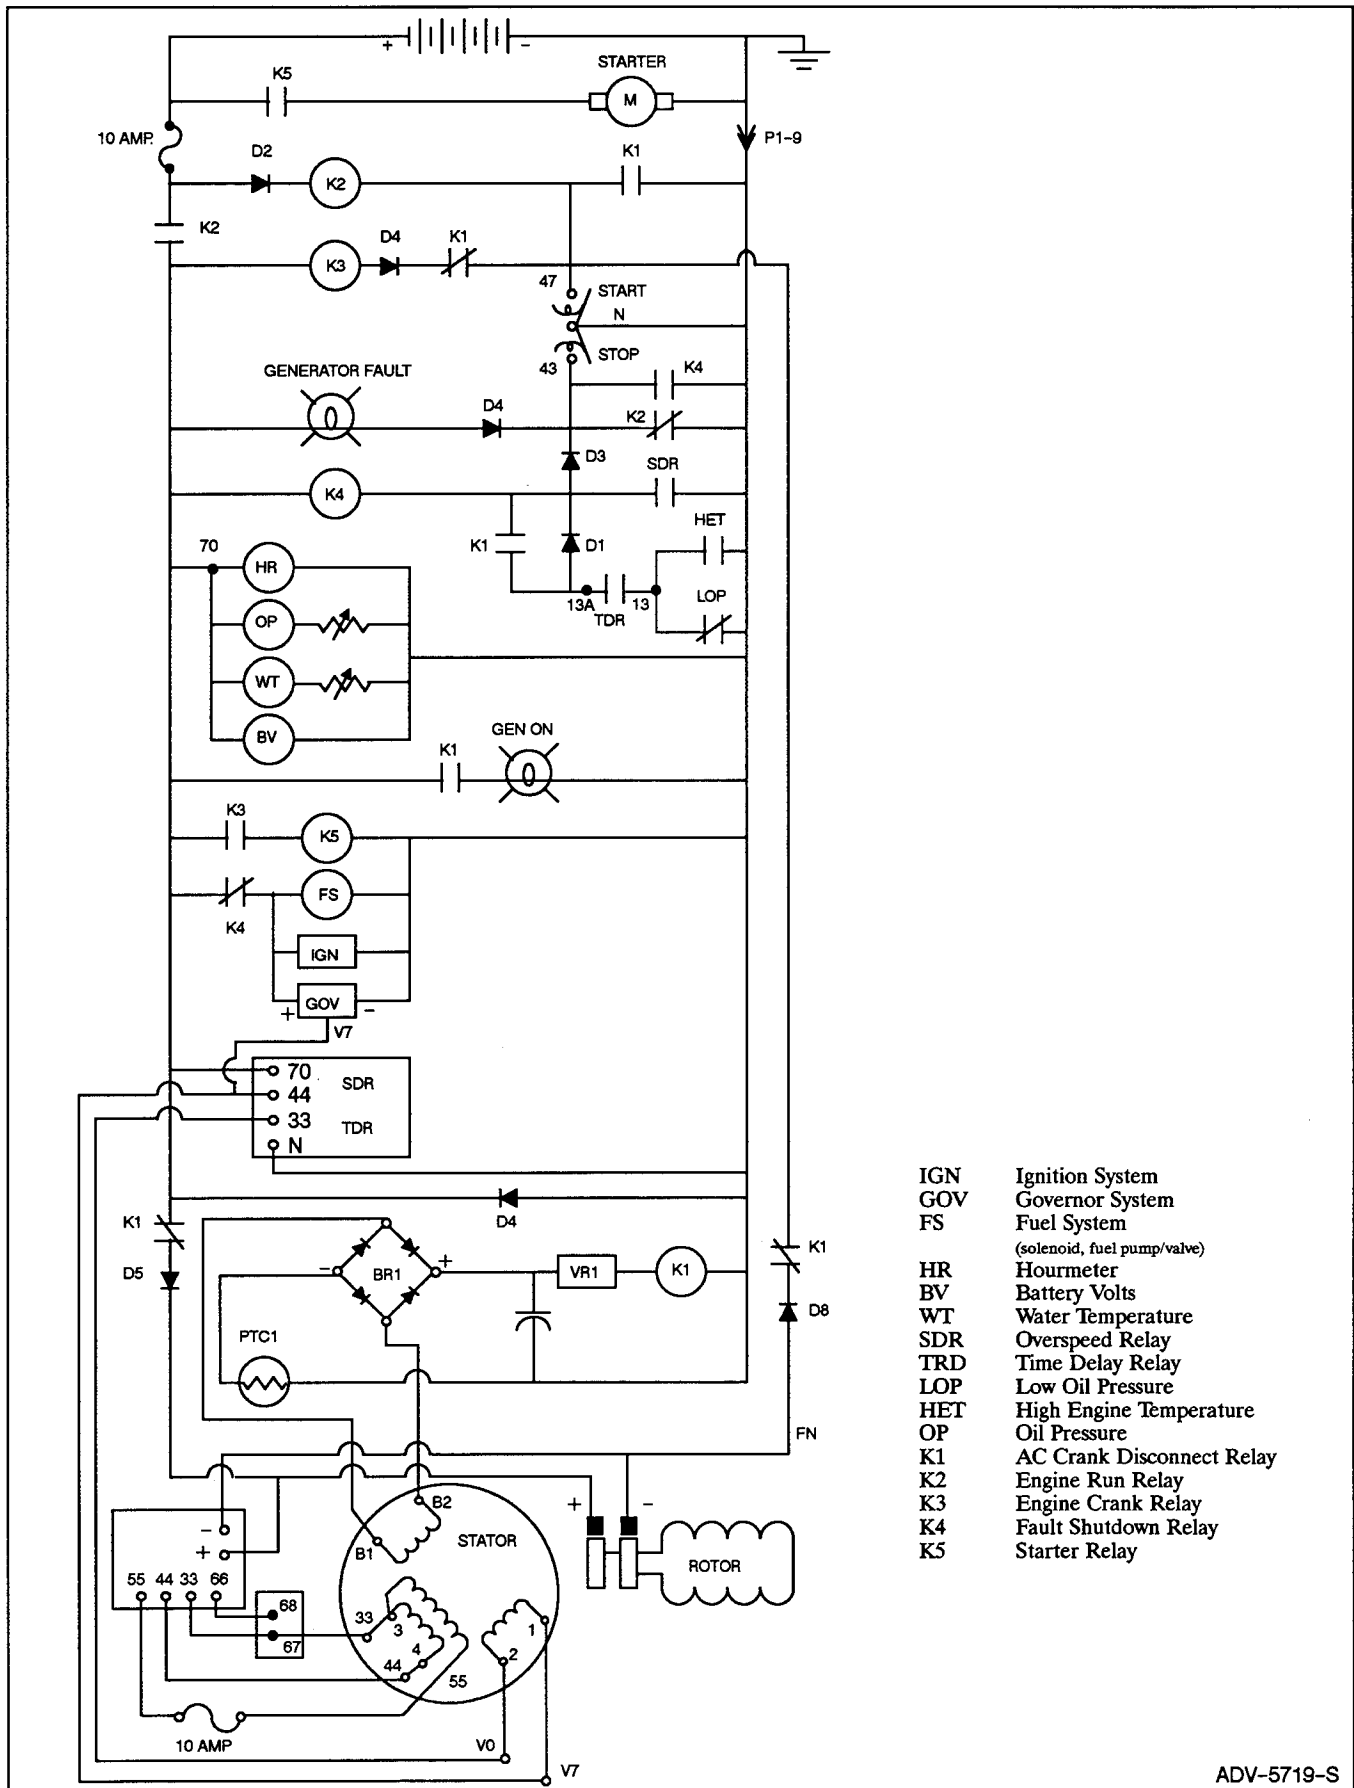 + -
STARTER
K5
M
10 AMP.
P1-9
D2
K1
K2
K2
D4
K1
K3
47
START
N
STOP
43
GENERATOR FAULT
K4
D4
K2
D3
SDR
K4
HET
70
K1
D1
HR
LOP
13A
13
TDR
OP
WT
GEN ON
BV
K1
K3
K5
FS
K4
IGN
GOV
+ -
V7
70
SDR
44
33
TDR
N
D4
K1
K1
D5
-
BR1
+
VR1
K1
D8
PTC1
FN
+ -
B2
STATOR
-
+
B1
ROTOR
55 44 33 66
68
67
33
3
4
44
55
1
2
10 AMP
V0
V7
IGN Ignition System
GOV Governor System
FS Fuel System
(solenoid, fuel pump/valve)
HR Hourmeter
BV Battery Volts
WT Water Temperature
SDR Overspeed Relay
TRD Time Delay Relay
LOP Low Oil Pressure
HET High Engine Temperature
OP Oil Pressure
K1 AC Crank Disconnect Relay
K2 Engine Run Relay
K3 Engine Crank Relay
K4 Fault Shutdown Relay
K5 Starter Relay
ADV-5719-S